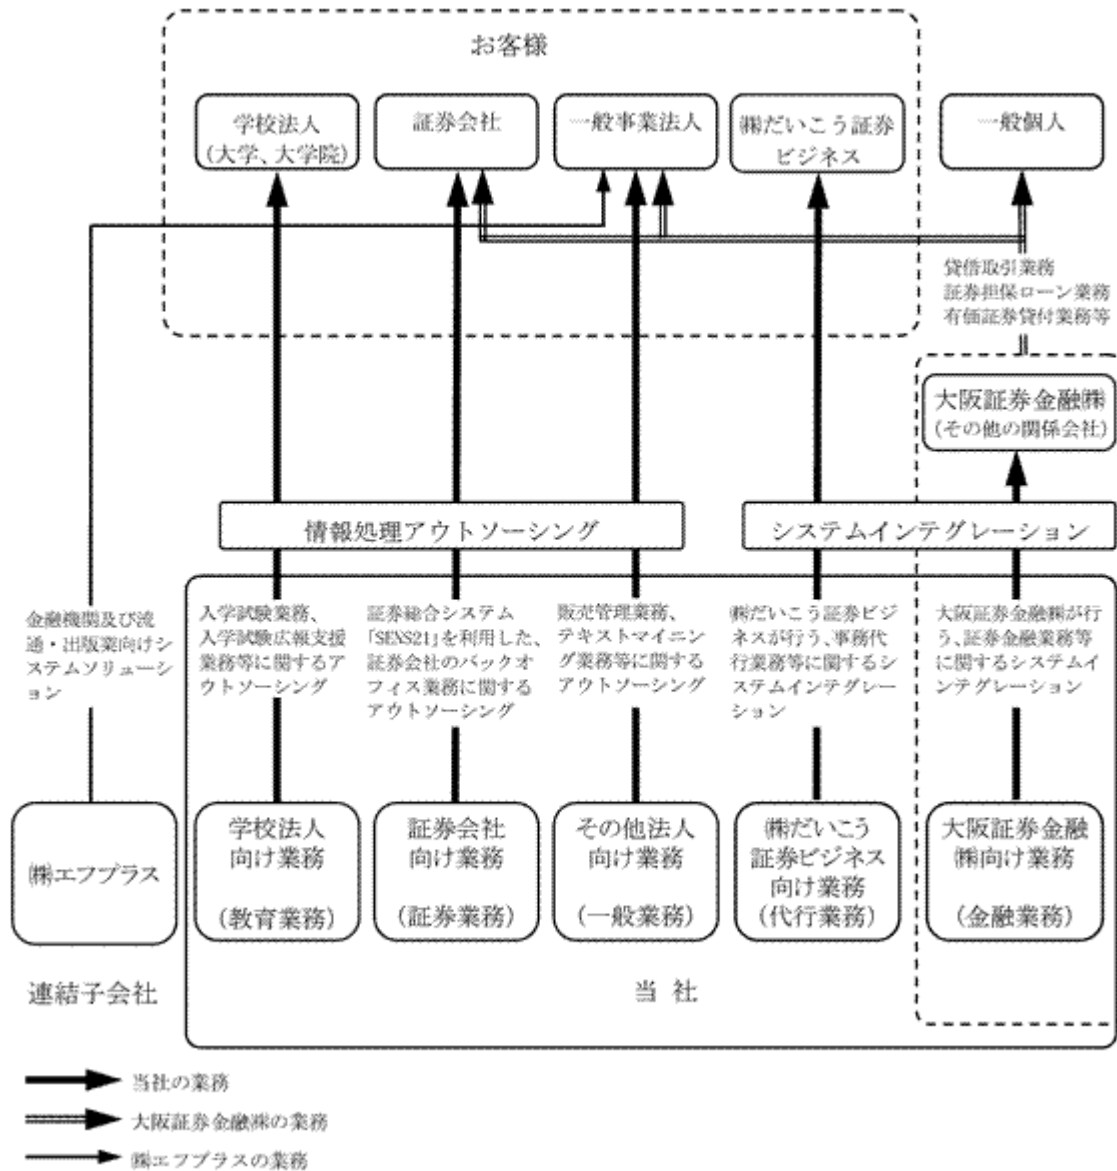 お客様
学校法人
(大学、大学院)
証券会社
一般事業法人
㈱だいこう証券
ビジネス
一般個人
貸借取引業務
証券担保ローン業務
有価証券貸付業務等
大阪証券金融㈱
(その他の関係会社)
情報処理アウトソーシング
システムインテグレーション
金融機関及び流
通・出版業向けシ
ステムソリューシ
ョン
入学試験業務、
入学試験広報支援
業務等に関するア
ウトソーシング
証券総合システム
「SENS21」を利用した、
証券会社のバックオ
フィス業務に関する
アウトソーシング
販売管理業務、
テキストマイニン
グ業務等に関する
アウトソーシング
㈱だいこう証券ビジ
ネスが行う、事務代
行業務等に関するシ
ステムインテグレー
ション
大阪証券金融㈱が行
う、証券金融業務等
に関するシステムイ
ンテグレーション
㈱エフプラス
学校法人
向け業務
(教育業務)
証券会社
向け業務
(証券業務)
その他法人
向け業務
(一般業務)
㈱だいこう
証券ビジネス
向け業務
(代行業務)
大阪証券金融
㈱向け業務
(金融業務)
連結子会社
当 社
当社の業務
大阪証券金融㈱の業務
㈱エフプラスの業務